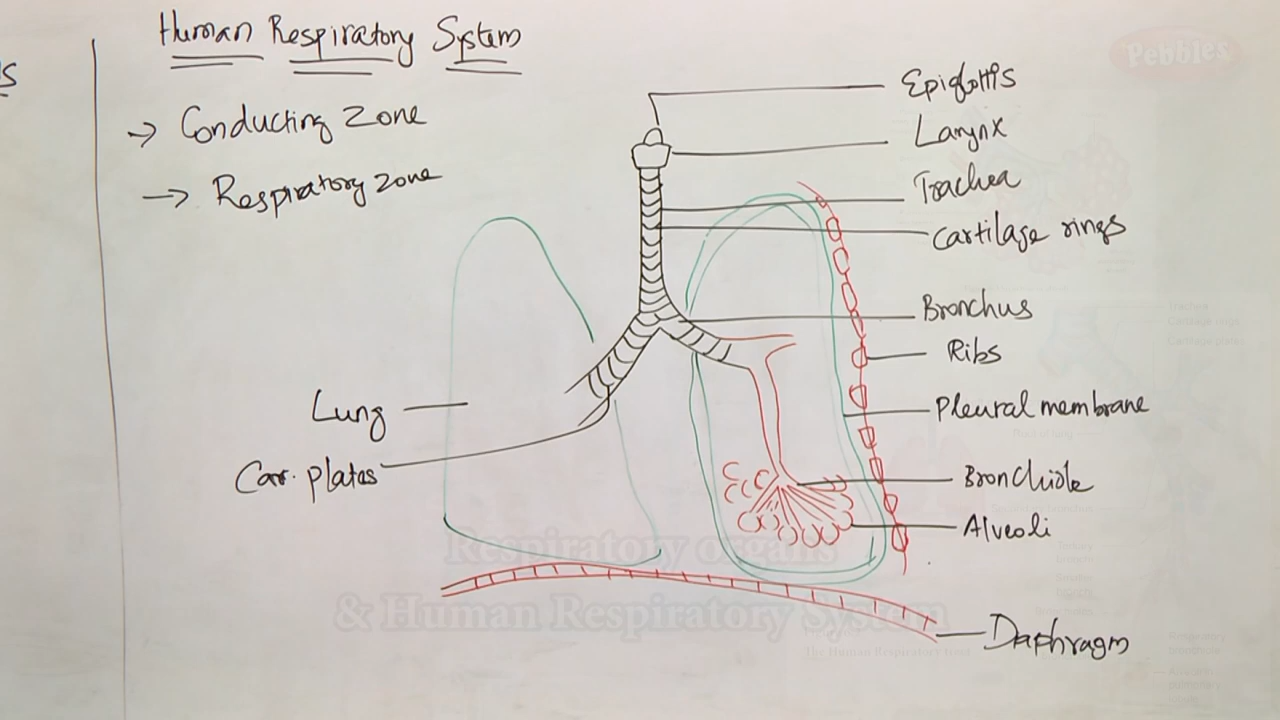 s
Human Respiratory System
→ Conducting Zone
→ Respiratory zone
Pebbles
Epiglottis
Larynx
Trachea
Cartilage rings
Bronchus
Ribs
Lung
Pleural membrane
Car. plates
Bronchiole
Alveoli
Respiratory organs
& Human Respiratory System
Daphragm